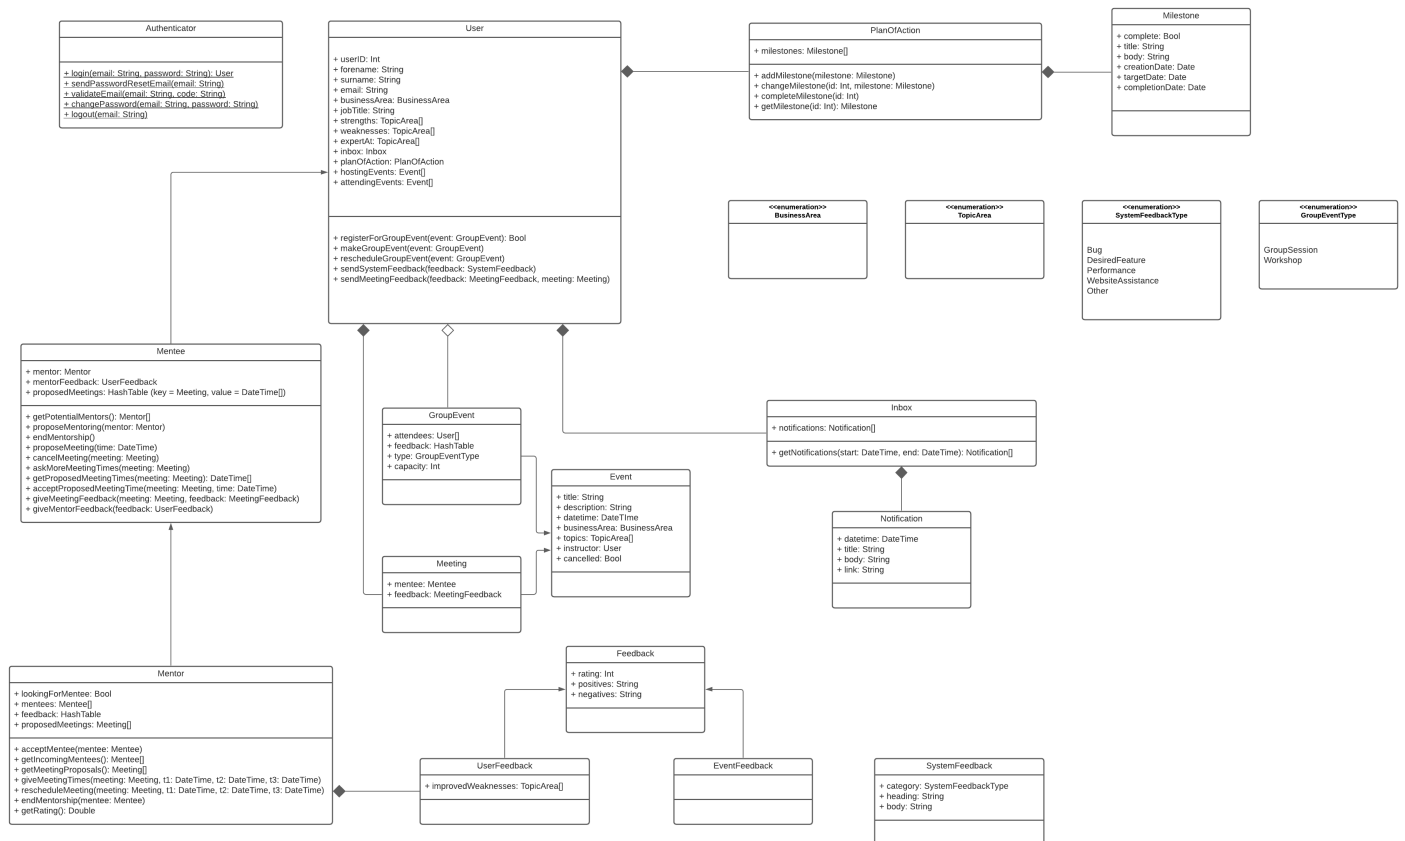 Authenticator
+ login(email: String, password: String): User
+ sendPasswordResetEmail(email: String)
+ validateEmail(email: String, code: String)
+ changePassword(email: String, password: String)
+ logout(email: String)
User
+ userID: Int
+ forename: String
+ surname: String
+ email: String
+ businessArea: BusinessArea
+ jobTitle: String
+ strengths: TopicArea[]
+ weaknesses: TopicArea[]
+ expertAt: TopicArea[]
+ inbox: Inbox
+ planOfAction: PlanOfAction
+ hostingEvents: Event[]
+ attendingEvents: Event[]
+ registerForGroupEvent(event: GroupEvent): Bool
+ makeGroupEvent(event: GroupEvent)
+ rescheduleGroupEvent(event: GroupEvent)
+ sendSystemFeedback(feedback: SystemFeedback)
+ sendMeetingFeedback(feedback: MeetingFeedback, meeting: Meeting)
PlanOfAction
+ milestones: Milestone[]
+ addMilestone(milestone: Milestone)
+ changeMilestone(id: Int, milestone: Milestone)
+ completeMilestone(id: Int)
+ getMilestone(id: Int): Milestone
Milestone
+ complete: Bool
+ title: String
+ body: String
+ creationDate: Date
+ targetDate: Date
+ completionDate: Date
<<enumeration>>
BusinessArea
<<enumeration>>
TopicArea
<<enumeration>>
SystemFeedbackType
Bug
DesiredFeature
Performance
WebsiteAssistance
Other
<<enumeration>>
GroupEventType
GroupSession
Workshop
Mentee
+ mentor: Mentor
+ mentorFeedback: UserFeedback
+ proposedMeetings: HashTable (key = Meeting, value = DateTime[])
+ getPotentialMentors(): Mentor[]
+ proposeMentoring(mentor: Mentor)
+ endMentorship()
+ proposeMeeting(time: DateTime)
+ cancelMeeting(meeting: Meeting)
+ askMoreMeetingTimes(meeting: Meeting)
+ getProposedMeetingTimes(meeting: Meeting): DateTime[]
+ acceptProposedMeetingTime(meeting: Meeting, time: DateTime)
+ giveMeetingFeedback(meeting: Meeting, feedback: MeetingFeedback)
+ giveMentorFeedback(feedback: UserFeedback)
GroupEvent
+ attendees: User[]
+ feedback: HashTable
+ type: GroupEventType
+ capacity: Int
Event
+ title: String
+ description: String
+ datetime: DateTIme
+ businessArea: BusinessArea
+ topics: TopicArea[]
+ instructor: User
+ cancelled: Bool
Meeting
+ mentee: Mentee
+ feedback: MeetingFeedback
Inbox
+ notifications: Notification[]
+ getNotifications(start: DateTime, end: DateTime): Notification[]
Notification
+ datetime: DateTime
+ title: String
+ body: String
+ link: String
Mentor
+ lookingForMentee: Bool
+ mentees: Mentee[]
+ feedback: HashTable
+ proposedMeetings: Meeting[]
+ acceptMentee(mentee: Mentee)
+ getIncomingMentees(): Mentee[]
+ getMeetingProposals(): Meeting[]
+ giveMeetingTimes(meeting: Meeting, t1: DateTime, t2: DateTime, t3: DateTime)
+ rescheduleMeeting(meeting: Meeting, t1: DateTime, t2: DateTime, t3: DateTime)
+ endMentorship(mentee: Mentee)
+ getRating(): Double
Feedback
+ rating: Int
+ positives: String
+ negatives: String
UserFeedback
+ improvedWeaknesses: TopicArea[]
EventFeedback
SystemFeedback
+ category: SystemFeedbackType
+ heading: String
+ body: String